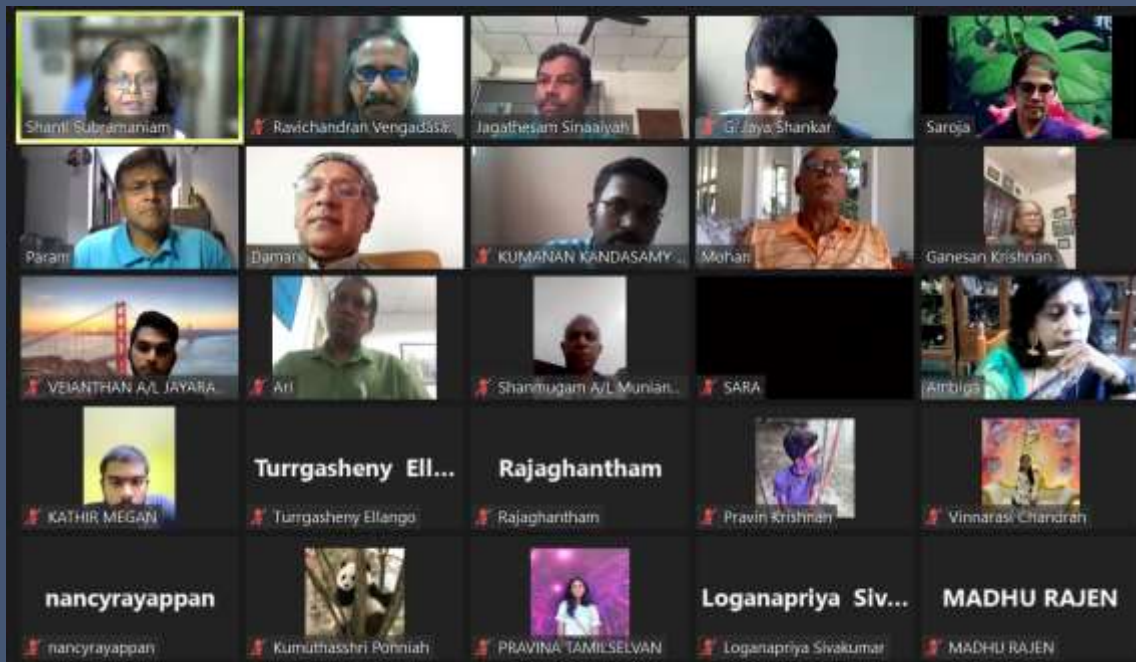 Shanti Subramaniam
Ravichandran Vengadasa...
Jagathesam Sinaaiyah
G. Jaya Shankar
Saroja
Param
Damani
KUMANAN KANDASAMY ...
Mohan
Ganesan Krishnan
VEIANTHAN A/L JAYARA...
Ari
Shanmugam A/L Munian...
SARA
Ambiga
KATHIR MEGAN
Turrgasheny Ell...
Turrgasheny Ellango
Rajaghantham
Rajaghantham
Pravin Krishnan
Vinnarasi Chandran
nancyrayappan
nancyrayappan
Kumuthasshri Ponniah
PRAVINA TAMILSELVAN
Loganapriya Siv...
Loganapriya Sivakumar
MADHU RAJEN
MADHU RAJEN